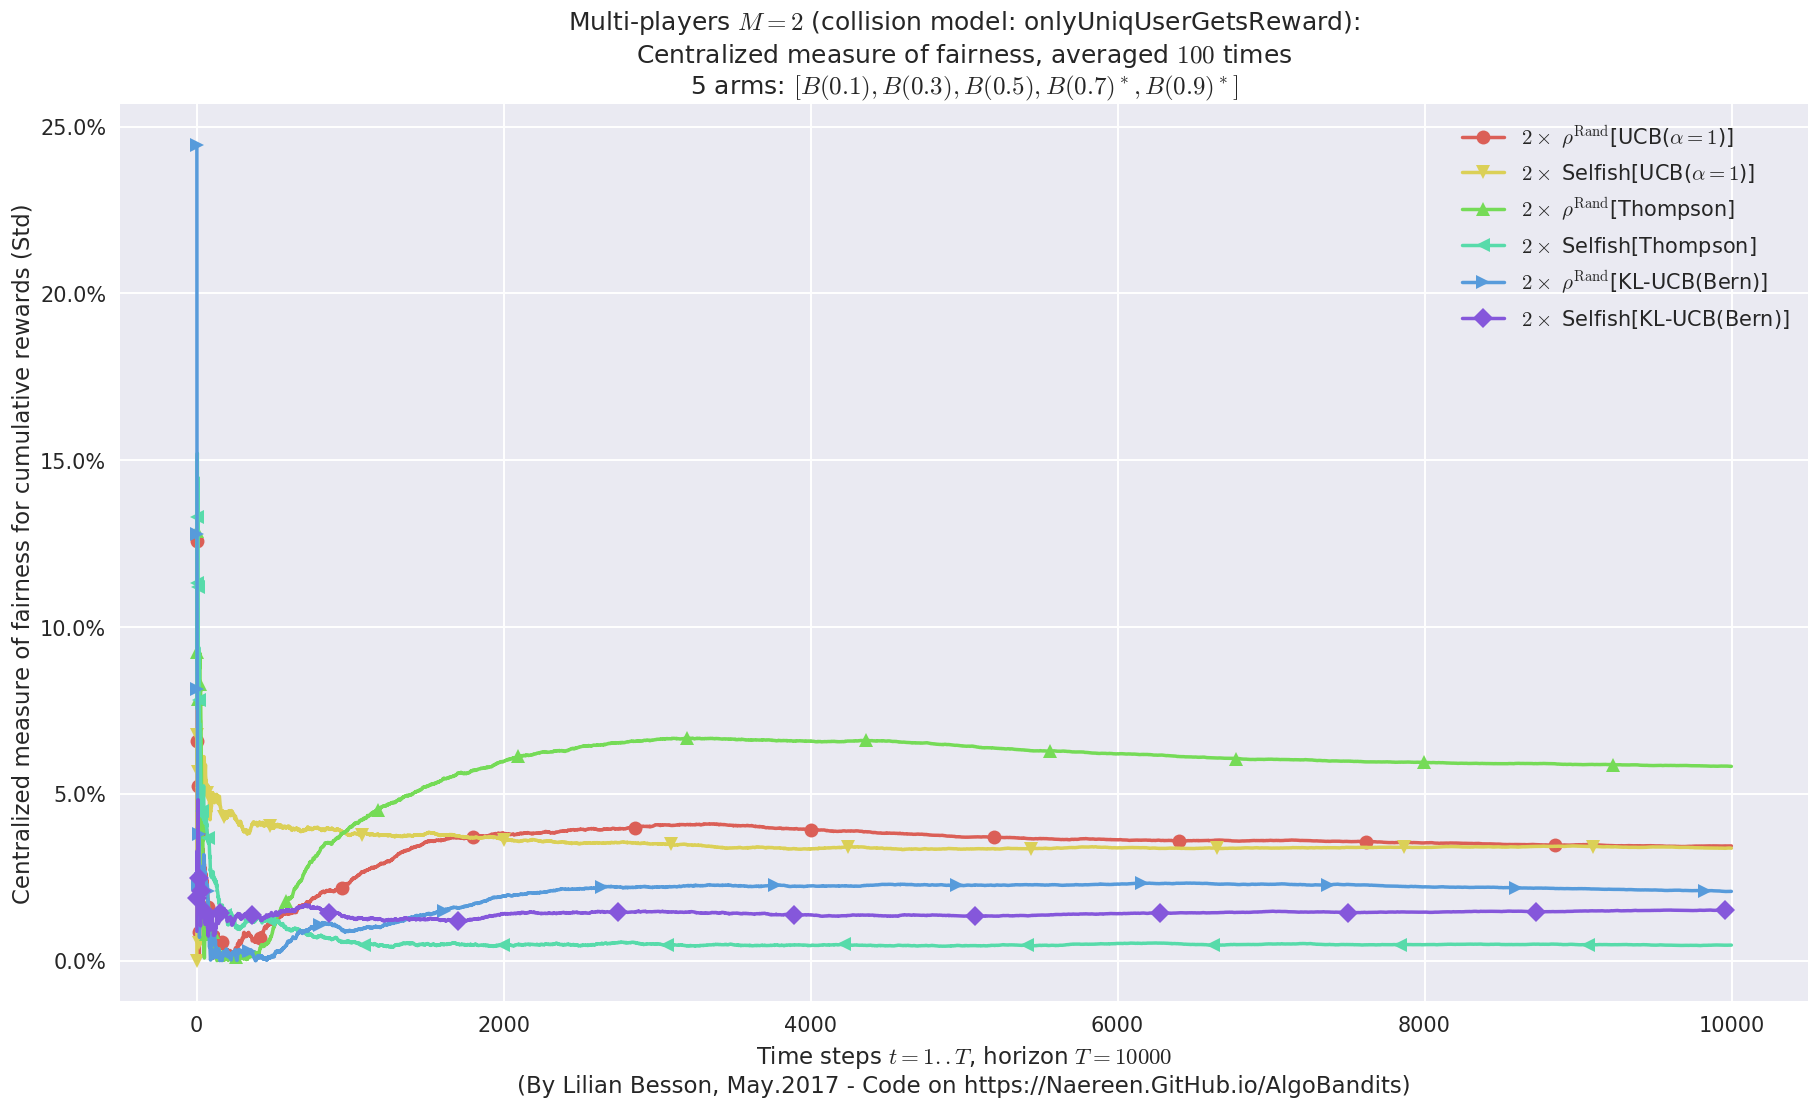 Multi-players M = 2 (collision model: onlyUniqUserGetsReward):
Centralized measure of fairness, averaged 100 times
5 arms: [B(0.1), B(0.3), B(0.5), B(0.7)*, B(0.9)*]
Centralized measure of fairness for cumulative rewards (Std)
25.0%
20.0%
15.0%
10.0%
5.0%
0.0%
2× ρ^Rand[UCB(α = 1)]
2× Selfish[UCB(α = 1)]
2× ρ^Rand[Thompson]
2× Selfish[Thompson]
2× ρ^Rand[KL-UCB(Bern)]
2× Selfish[KL-UCB(Bern)]
0 2000 4000 6000 8000 10000
Time steps t = 1..T, horizon T = 10000
(By Lilian Besson, May.2017 - Code on https://Naereen.GitHub.io/AlgoBandits)